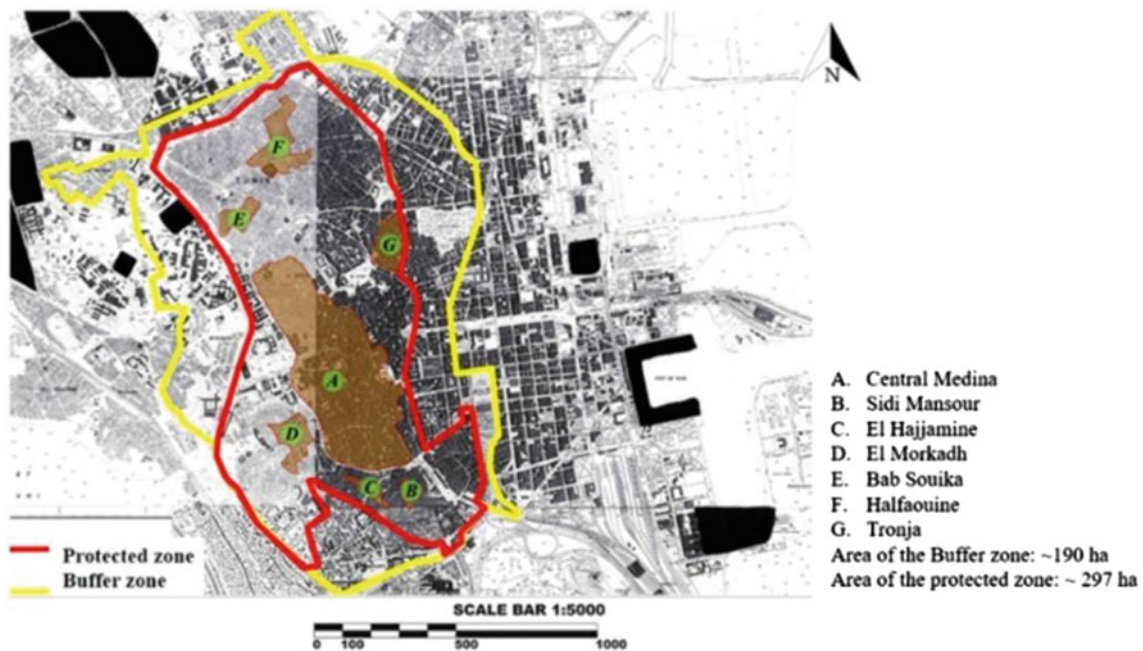 N
F
E
G
A
D
C
B
A. Central Medina
B. Sidi Mansour
C. El Hajjamine
D. El Morkadh
E. Bab Souika
F. Halfaouine
G. Tronja
Area of the Buffer zone: ~190 ha
Area of the protected zone: ~ 297 ha
Protected zone
Buffer zone
SCALE BAR 1:5000
0 100 500 1000